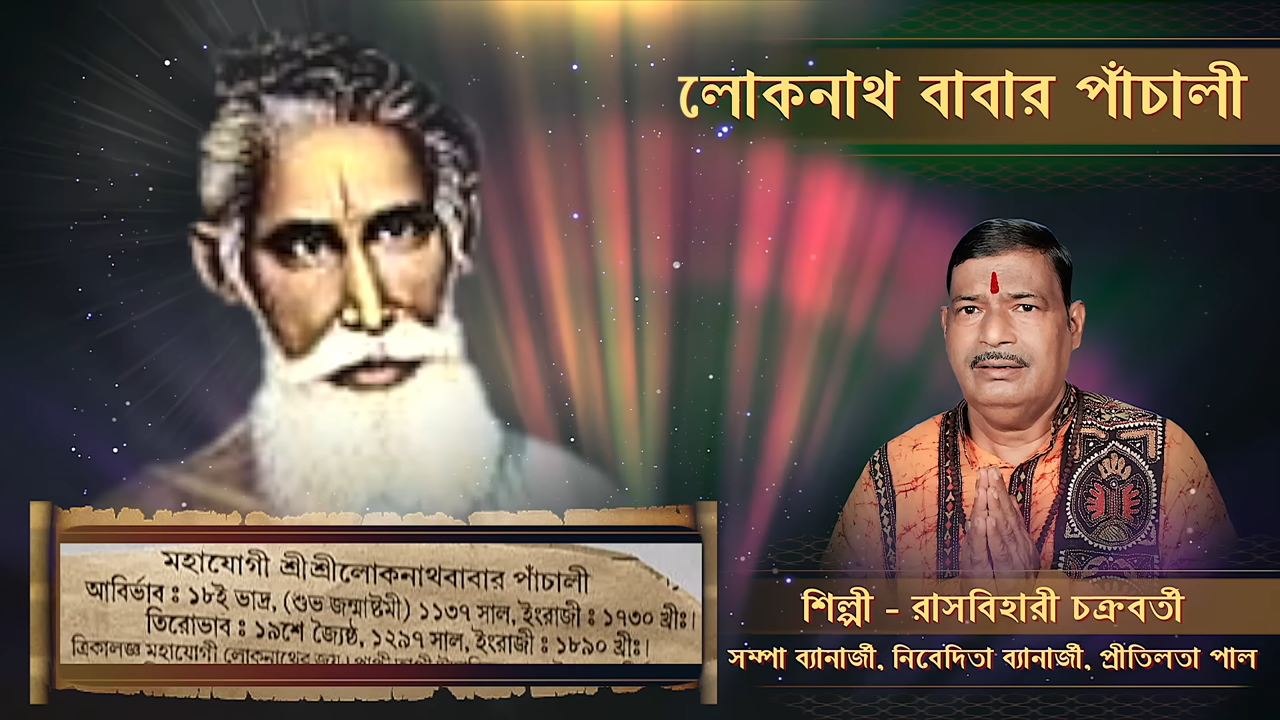 লোকনাথ বাবার পাঁচালী
মহাযোগী শ্রীশ্রীলোকনাথবাবার পাঁচালী
আবির্ভাব ঃ ১৮ই ভাদ্র, (শুভ জন্মাষ্টমী) ১১৩৭ সাল, ইংরাজী ঃ ১৭৩০ খ্রীঃ।
তিরোভাব ঃ ১৯শে জ্যৈষ্ঠ, ১২৯৭ সাল, ইংরাজী ঃ ১৮৯০ খ্রীঃ।
ত্রিকালজ্ঞ মহাযোগী লোকনাথের জয়।
শিল্পী - রাসবিহারী চক্রবর্তী
সম্পা ব্যানার্জী, নিবেদিতা ব্যানার্জী, প্রীতিলতা পাল